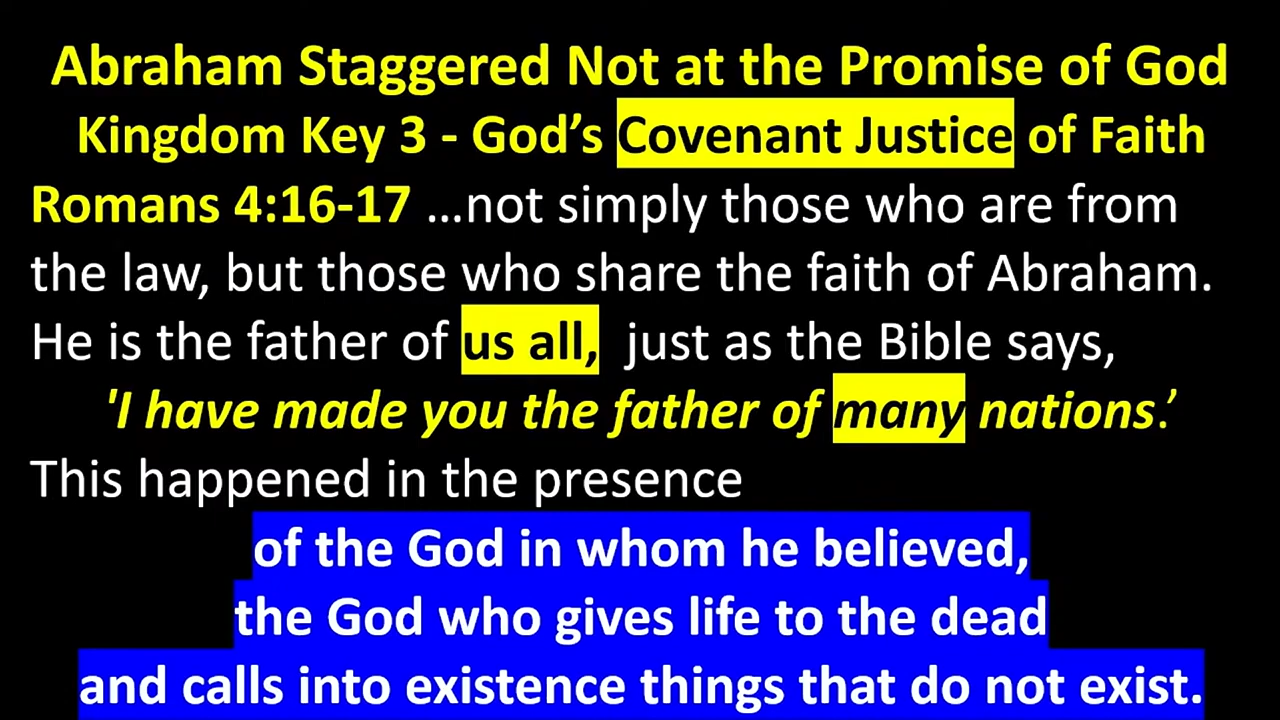 Abraham Staggered Not at the Promise of God
Kingdom Key 3 - God’s Covenant Justice of Faith
Romans 4:16-17 …not simply those who are from
the law, but those who share the faith of Abraham.
He is the father of us all, just as the Bible says,
'I have made you the father of many nations.’
This happened in the presence
of the God in whom he believed,
the God who gives life to the dead
and calls into existence things that do not exist.